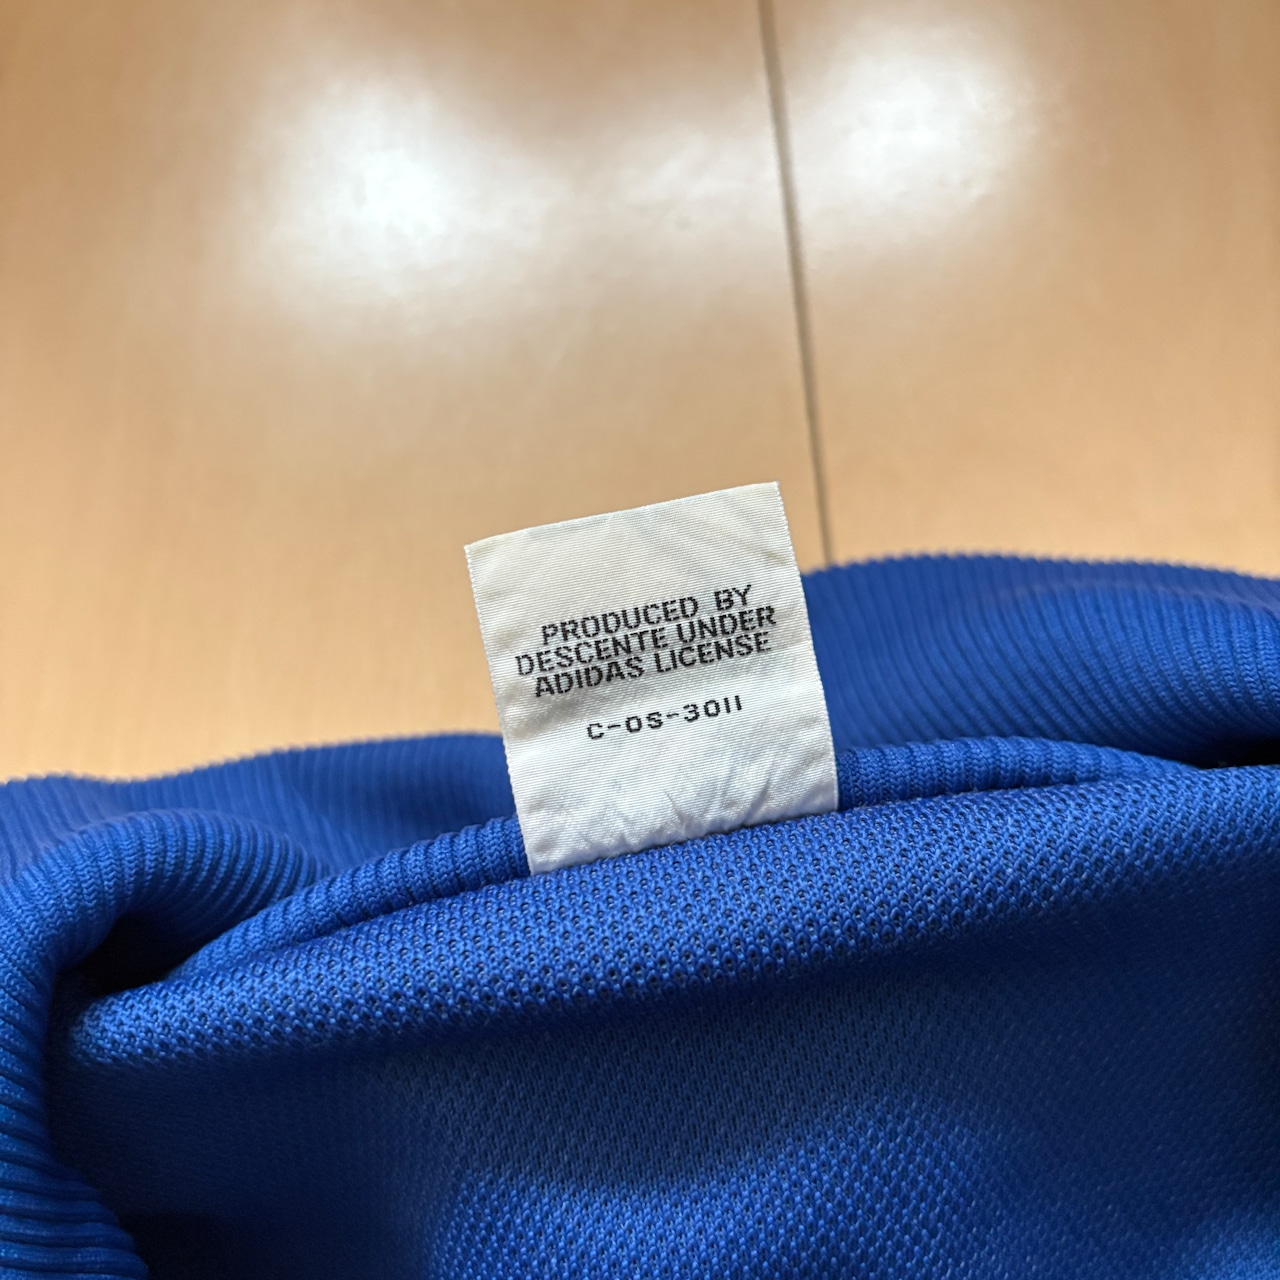 PRODUCED BY
DESCENTE UNDER
ADIDAS LICENSE
C-OS-3011